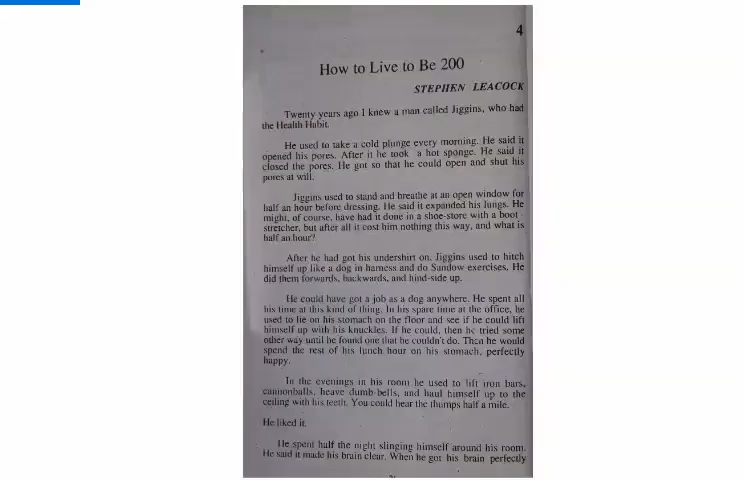 4
How to Live to Be 200
STEPHEN LEACOCK
Twenty years ago I knew a man called Jiggins, who had
the Health Habit.
He used to take a cold plunge every morning. He said it
opened his pores. After it he took a hot sponge. He said it
closed the pores. He got so that he could open and shut his
pores at will.
Jiggins used to stand and breathe at an open window for
half an hour before dressing. He said it expanded his lungs. He
might, of course, have had it done in a shoe-store with a boot
stretcher, but after all it cost him nothing this way, and what is
half an hour?
After he had got his undershirt on, Jiggins used to hitch
himself up like a dog in harness and do Sandow exercises. He
did them forwards, backwards, and hind-side up.
He could have got a job as a dog anywhere. He spent all
his time at this kind of thing. In his spare time at the office, he
used to lie on his stomach on the floor and see if he could lift
himself up with his knuckles. If he could, then he tried some
other way until he found one that he couldn't do. Then he would
spend the rest of his lunch hour on his stomach, perfectly
happy.
In the evenings in his room he used to lift iron bars,
cannonballs, heave dumb-bells, and haul himself up to the
ceiling with his teeth. You could hear the thumps half a mile.
He liked it.
He spent half the night slinging himself around his room.
He said it made his brain clear. When he got his brain perfectly